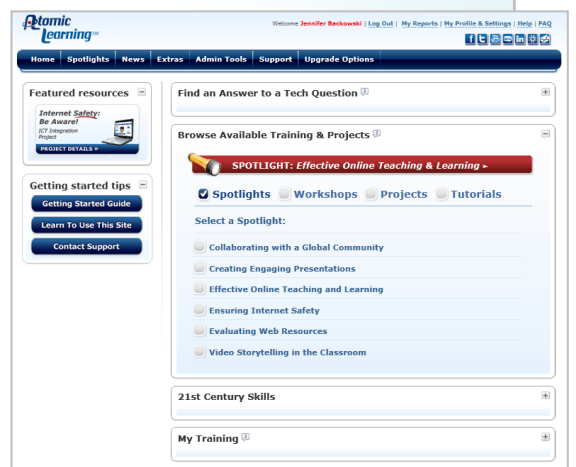 Atomic Learning
Welcome Jennifer Backowski | Log Out | My Reports | My Profile & Settings | Help | FAQ
Home Spotlights News Extras Admin Tools Support Upgrade Options
Featured resources
Internet Safety:
Be Aware!
ICT Integration
Project
PROJECT DETAILS »
Getting started tips
Getting Started Guide
Learn To Use This Site
Contact Support
Find an Answer to a Tech Question
Browse Available Training & Projects
SPOTLIGHT: Effective Online Teaching & Learning
Spotlights Workshops Projects Tutorials
Select a Spotlight:
Collaborating with a Global Community
Creating Engaging Presentations
Effective Online Teaching and Learning
Ensuring Internet Safety
Evaluating Web Resources
Video Storytelling in the Classroom
21st Century Skills
My Training